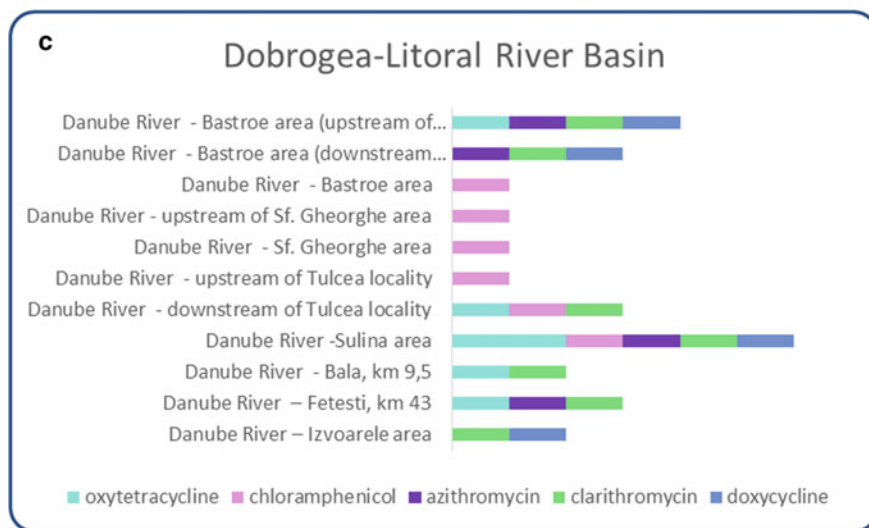 c
Dobrogea-Litoral River Basin
Danube River - Bastroe area (upstream of...
Danube River - Bastroe area (downstream...
Danube River - Bastroe area
Danube River - upstream of Sf. Gheorghe area
Danube River - Sf. Gheorghe area
Danube River - upstream of Tulcea locality
Danube River - downstream of Tulcea locality
Danube River -Sulina area
Danube River - Bala, km 9,5
Danube River – Fetesti, km 43
Danube River – Izvoarele area
oxytetracycline chloramphenicol azithromycin clarithromycin doxycycline